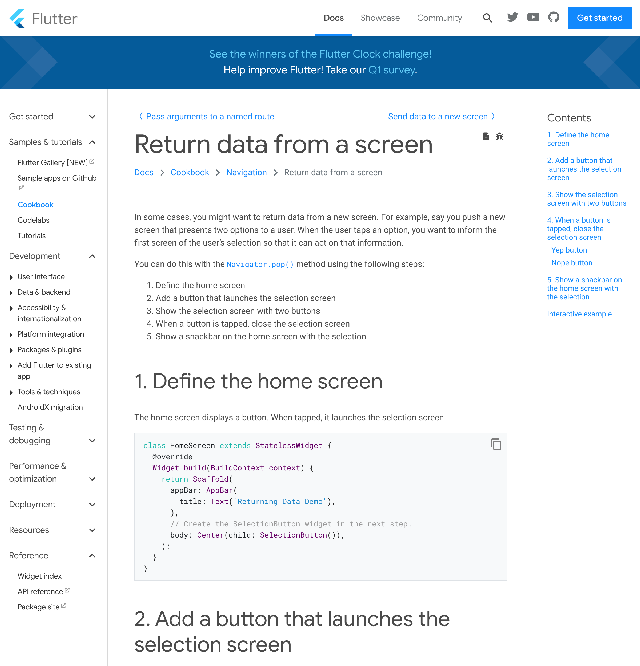 Flutter
Docs
Showcase
Community
Get started
See the winners of the Flutter Clock challenge!
Help improve Flutter! Take our Q1 survey.
Get started
Samples & tutorials
Flutter Gallery [NEW]
Sample apps on Github
Cookbook
Codelabs
Tutorials
Development
User interface
Data & backend
Accessibility &
internationalization
Platform integration
Packages & plugins
Add Flutter to existing
app
Tools & techniques
AndroidX migration
Testing &
debugging
Performance &
optimization
Deployment
Resources
Reference
Widget index
API reference
Package site
Pass arguments to a named route
Send data to a new screen
Return data from a screen
Docs > Cookbook > Navigation > Return data from a screen
In some cases, you might want to return data from a new screen. For example, say you push a new
screen that presents two options to a user. When the user taps an option, you want to inform the
first screen of the user's selection so that it can act on that information.
You can do this with the Navigator.pop() method using the following steps:
1. Define the home screen
2. Add a button that launches the selection screen
3. Show the selection screen with two buttons
4. When a button is tapped, close the selection screen
5. Show a snackbar on the home screen with the selection
1. Define the home screen
The home screen displays a button. When tapped, it launches the selection screen.
class HomeScreen extends StatelessWidget {
@override
Widget build(BuildContext context) {
return Scaffold(
appBar: AppBar(
title: Text('Returning Data Demo'),
),
// Create the SelectionButton widget in the next step.
body: Center(child: SelectionButton()),
);
}
}
2. Add a button that launches the
selection screen
Contents
1. Define the home
screen
2. Add a button that
launches the selection
screen
3. Show the selection
screen with two buttons
4. When a button is
tapped, close the
selection screen
Yep button
Nope button
5. Show a snackbar on
the home screen with
the selection
Interactive example